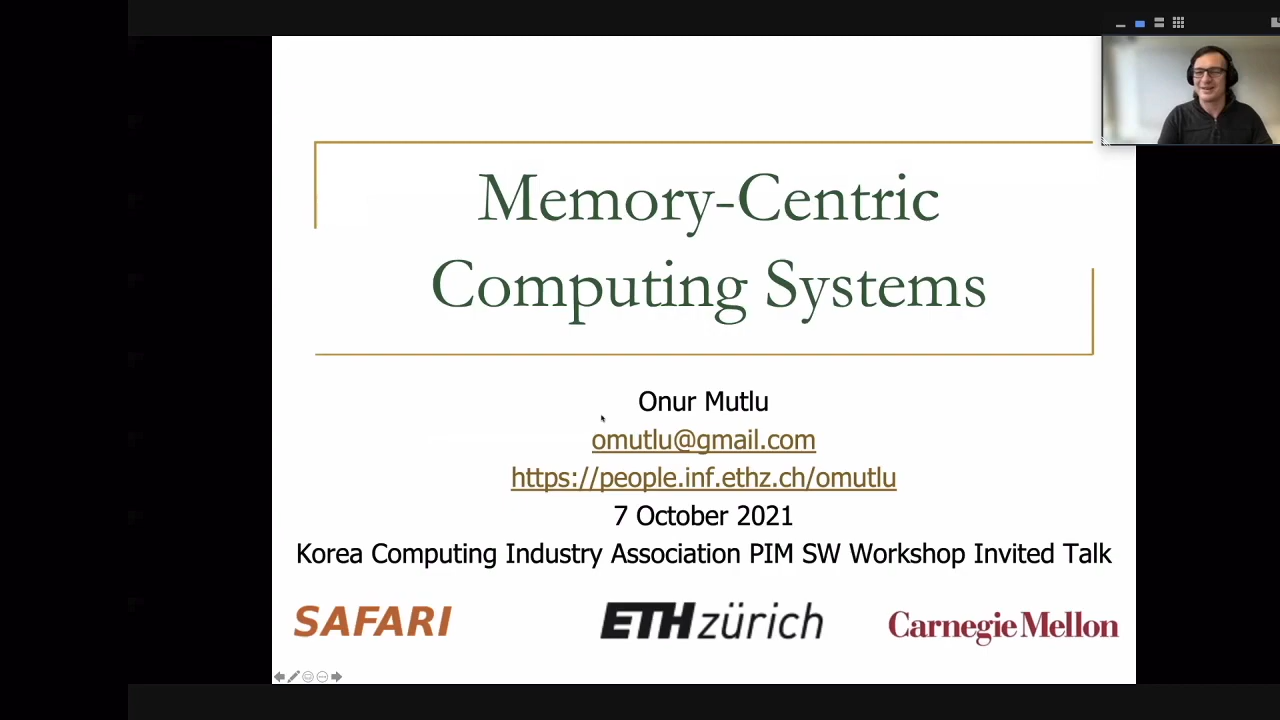 Memory-Centric
Computing Systems
Onur Mutlu
omutlu@gmail.com
https://people.inf.ethz.ch/omutlu
7 October 2021
Korea Computing Industry Association PIM SW Workshop Invited Talk
SAFARI
ETH zürich
Carnegie Mellon